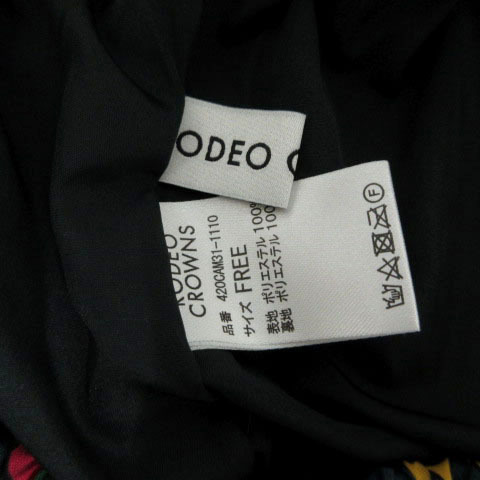 ODEO C
RODEO
CROWNS
品番 420CAM31-1110
サイズ FREE
表地 ポリエステル 100%
裏地 ポリエステル 100
F